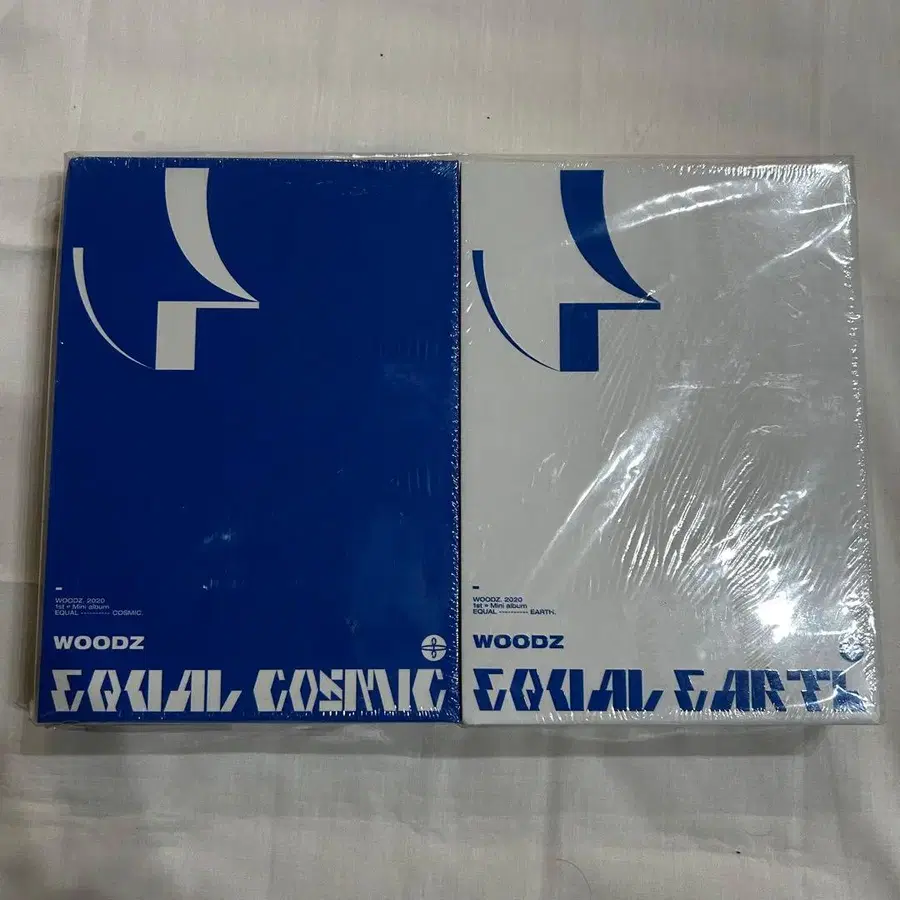 WOODZ. 2020
1st = Mini album
EQUAL ---------- COSMIC.
WOODZ
EQUAL COSMIC
WOODZ. 2020
1st = Mini album
EQUAL ---------- EARTH.
WOODZ
EQUAL EARTH